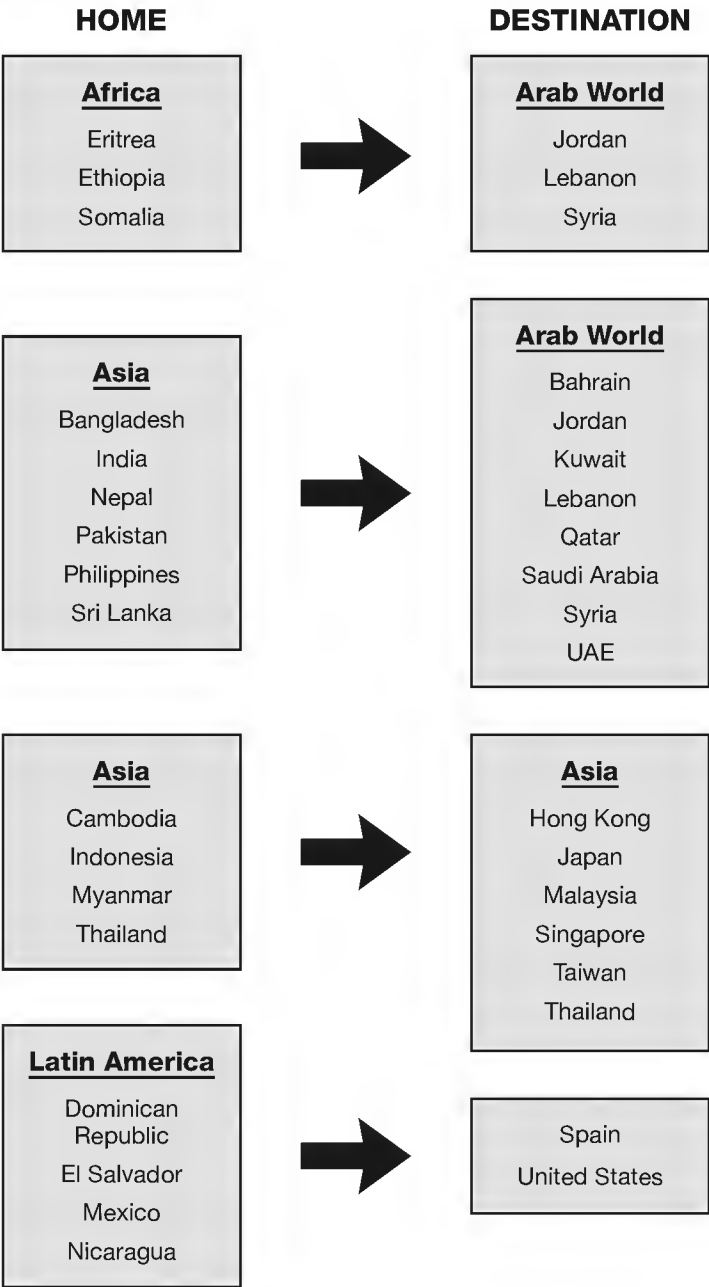 HOME
DESTINATION
Africa
Eritrea
Ethiopia
Somalia
Arab World
Jordan
Lebanon
Syria
Asia
Bangladesh
India
Nepal
Pakistan
Philippines
Sri Lanka
Arab World
Bahrain
Jordan
Kuwait
Lebanon
Qatar
Saudi Arabia
Syria
UAE
Asia
Cambodia
Indonesia
Myanmar
Thailand
Asia
Hong Kong
Japan
Malaysia
Singapore
Taiwan
Thailand
Latin America
Dominican
Republic
El Salvador
Mexico
Nicaragua
Spain
United States